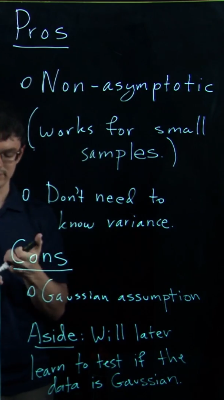 Pros
o Non-asymptotic
(works for small
samples.)
o Don't need to
know variance.
Cons
o Gaussian assumption
Aside: Will later
learn to test if the
data is Gaussian.